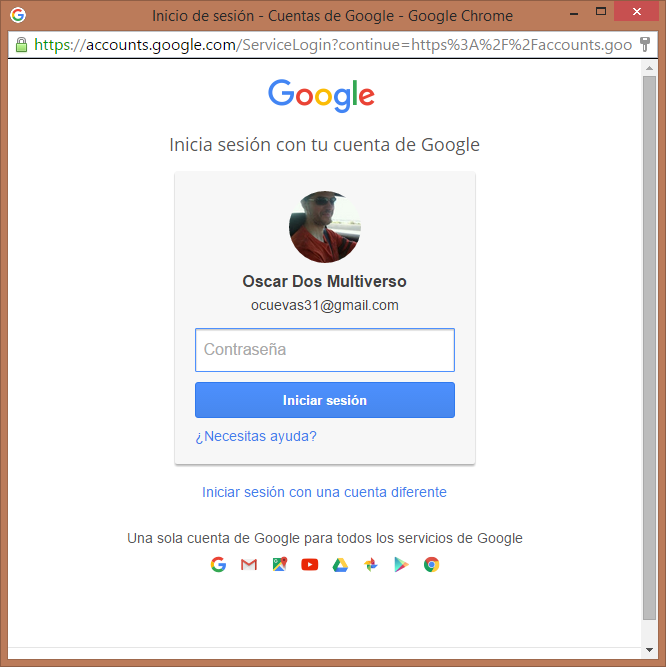 Inicio de sesión - Cuentas de Google - Google Chrome
https://accounts.google.com/ServiceLogin?continue=https%3A%2F%2Faccounts.goo
Google
Inicia sesión con tu cuenta de Google
Oscar Dos Multiverso
ocuevas31@gmail.com
Contraseña
Iniciar sesión
¿Necesitas ayuda?
Iniciar sesión con una cuenta diferente
Una sola cuenta de Google para todos los servicios de Google